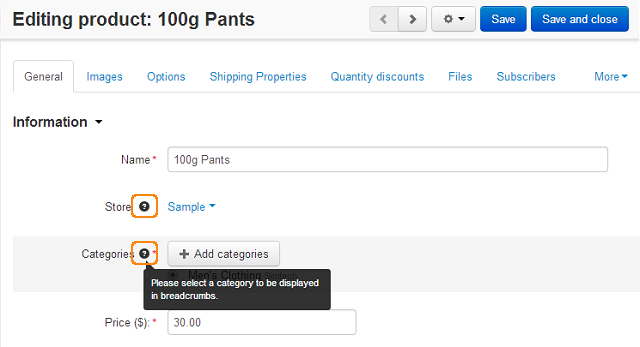 Editing product: 100g Pants
Save
Save and close
General Images Options Shipping Properties Quantity discounts Files Subscribers More
Information
Name * 100g Pants
Store ? Sample
Categories ? * Add categories
Men's Clothing
Please select a category to be displayed
in breadcrumbs.
Price ($): * 30.00